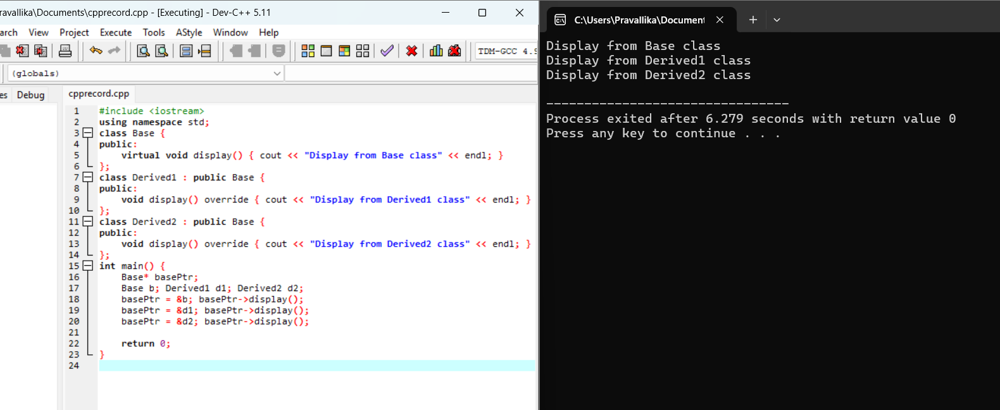 ravallika\Documents\cpprecord.cpp - [Executing] - Dev-C++ 5.11
arch View Project Execute Tools AStyle Window Help
TDM-GCC 4.9
(globals)
es Debug cpprecord.cpp
1 #include <iostream>
2 using namespace std;
3 class Base {
4 public:
5 virtual void display() { cout << "Display from Base class" << endl; }
6 };
7 class Derived1 : public Base {
8 public:
9 void display() override { cout << "Display from Derived1 class" << endl; }
10 };
11 class Derived2 : public Base {
12 public:
13 void display() override { cout << "Display from Derived2 class" << endl; }
14 };
15 int main() {
16 Base* basePtr;
17 Base b; Derived1 d1; Derived2 d2;
18 basePtr = &b; basePtr->display();
19 basePtr = &d1; basePtr->display();
20 basePtr = &d2; basePtr->display();
21
22 return 0;
23 }
24
C:\Users\Pravallika\Document
Display from Base class
Display from Derived1 class
Display from Derived2 class
--------------------------------
Process exited after 6.279 seconds with return value 0
Press any key to continue . . .